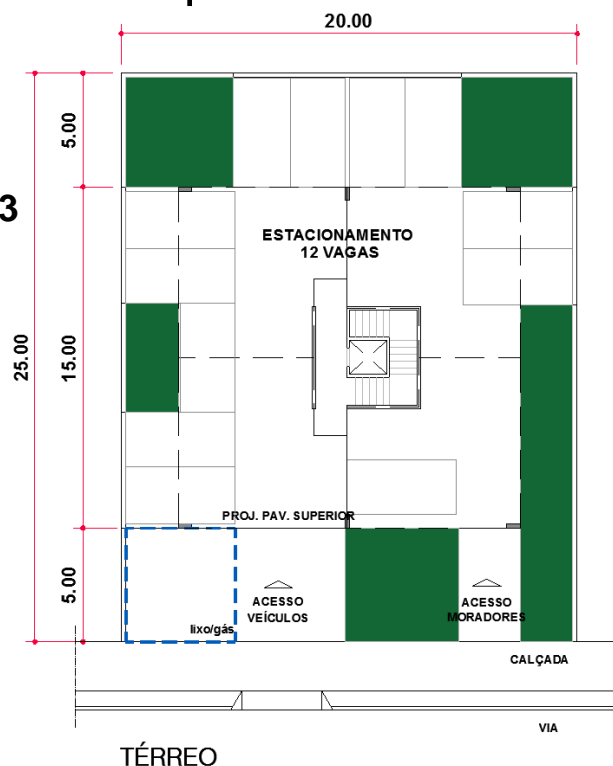 20.00
5.00
3
ESTACIONAMENTO
12 VAGAS
25.00
15.00
PROJ. PAV. SUPERIOR
5.00
ACESSO
VEÍCULOS
ACESSO
MORADORES
lixo/gás
CALÇADA
VIA
TÉRREO